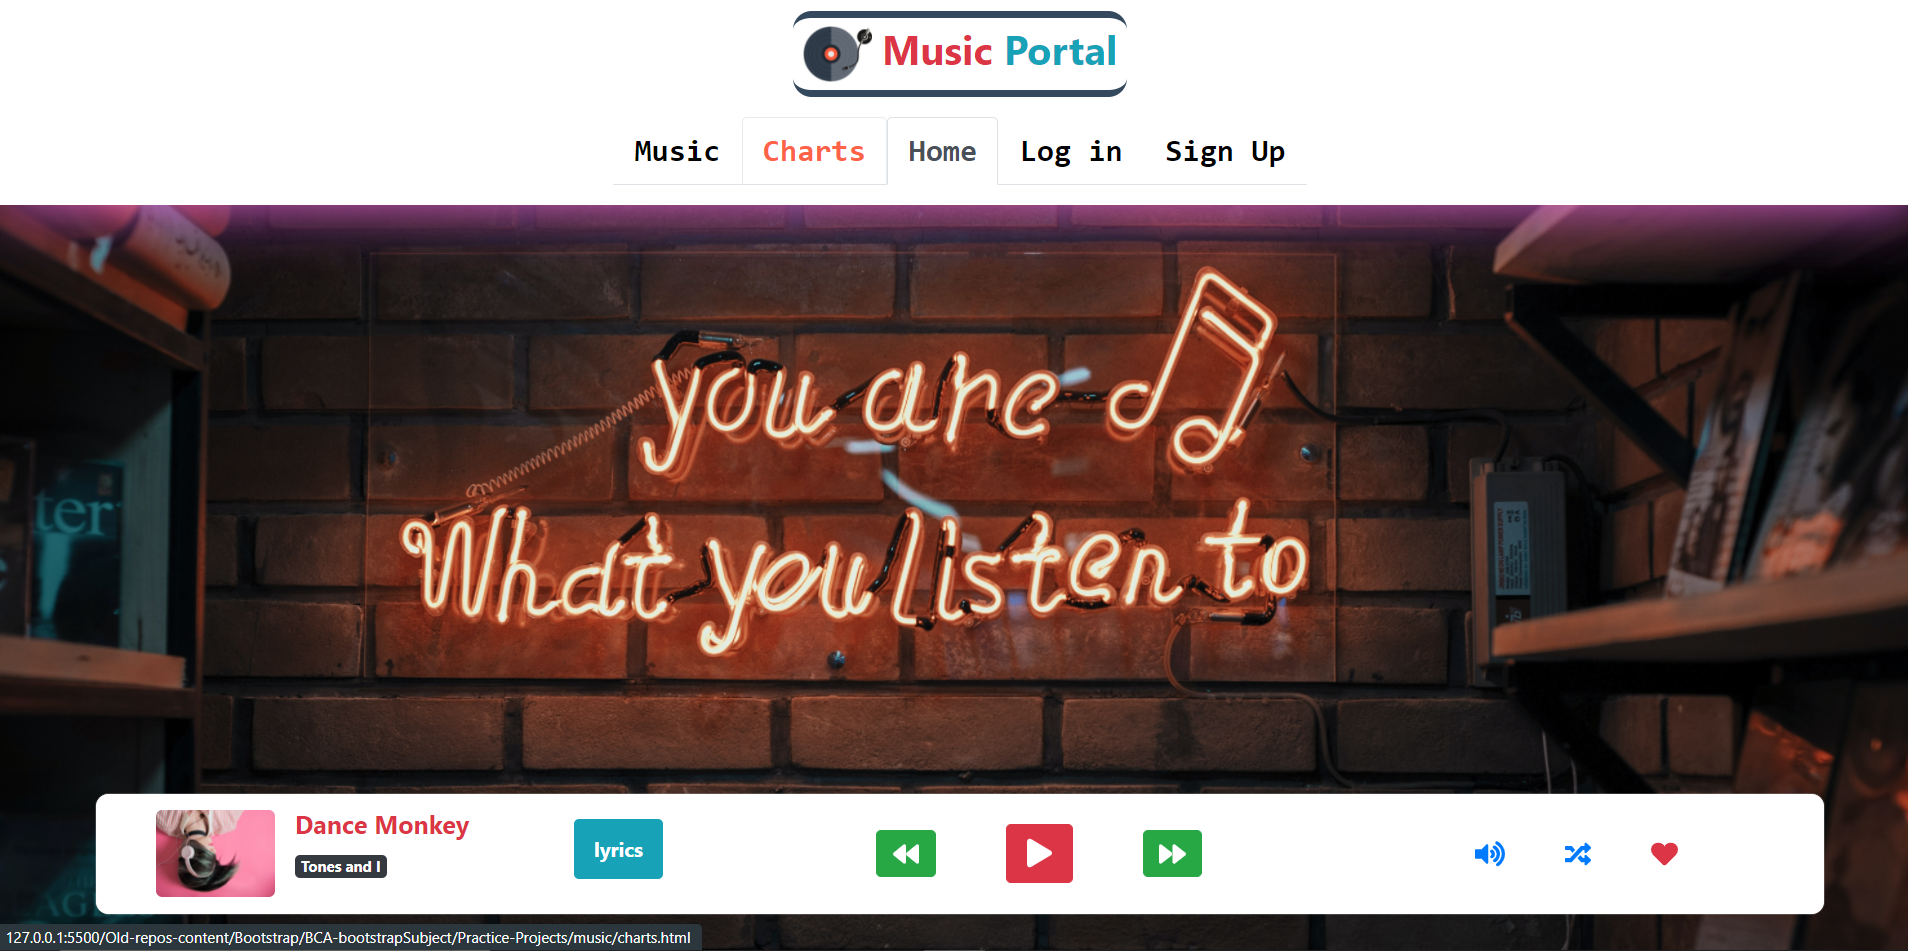 Music Portal
Music Charts Home Log in Sign Up
you are
What you listen to
ter
Dance Monkey
Tones and I
lyrics
127.0.0.1:5500/Old-repos-content/Bootstrap/BCA-bootstrapSubject/Practice-Projects/music/charts.html